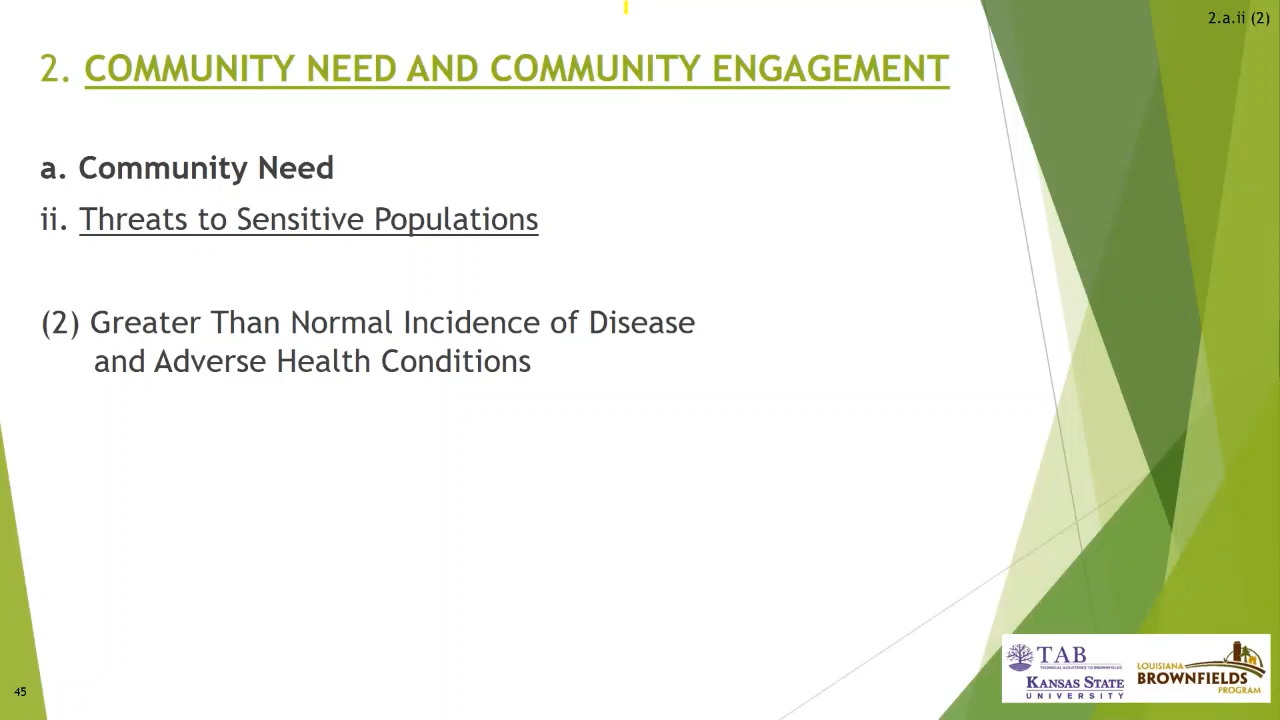 2.a.ii (2)
2. COMMUNITY NEED AND COMMUNITY ENGAGEMENT
a. Community Need
ii. Threats to Sensitive Populations
(2) Greater Than Normal Incidence of Disease
and Adverse Health Conditions
45
TAB
TECHNICAL ASSISTANCE TO BROWNFIELDS
KANSAS STATE
UNIVERSITY
LOUISIANA
BROWNFIELDS
PROGRAM